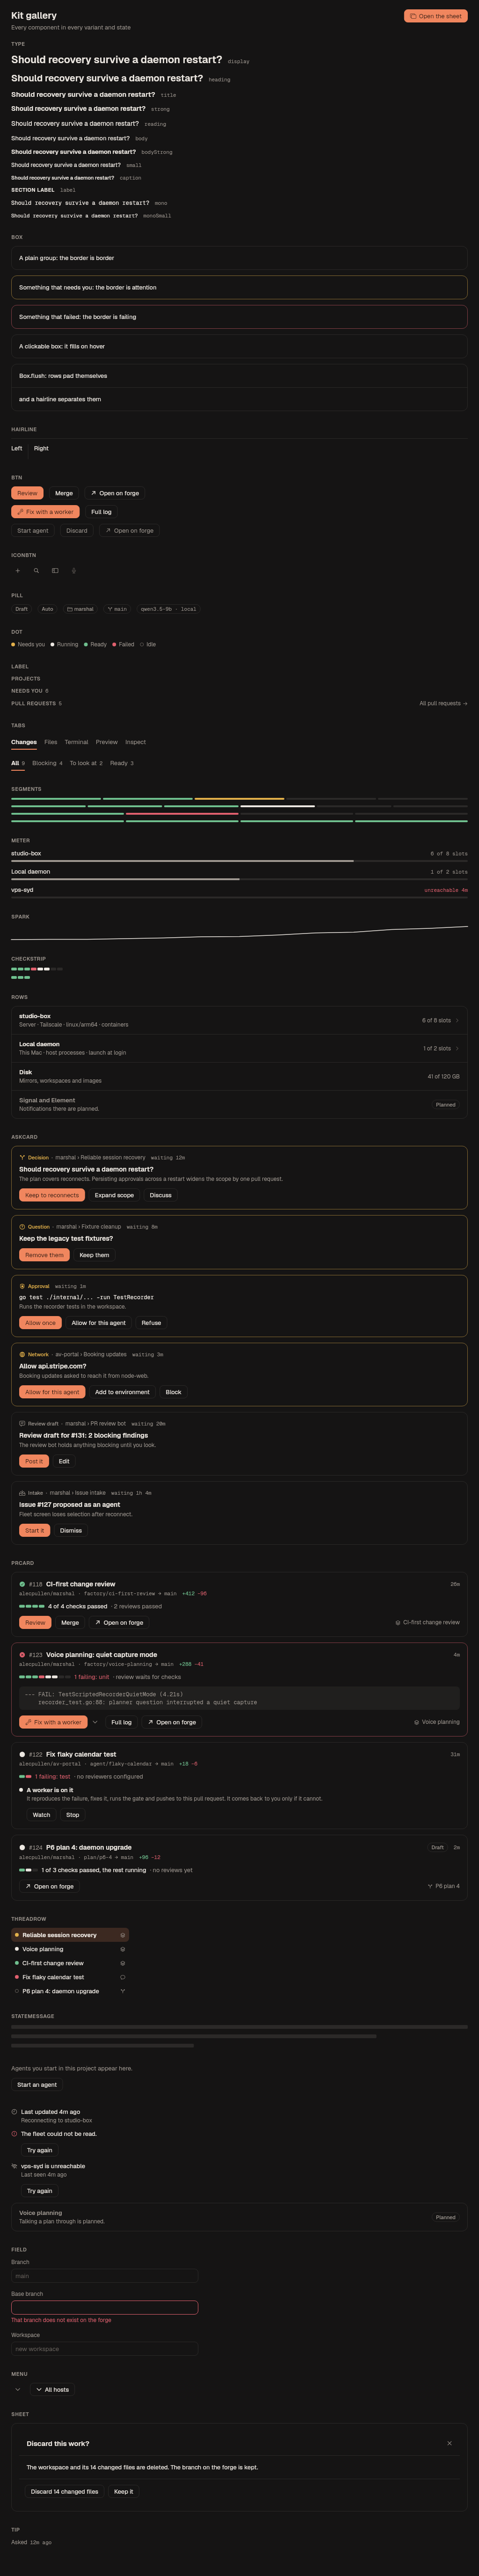 Kit gallery
Open the sheet
Every component in every variant and state
TYPE
Should recovery survive a daemon restart? display
Should recovery survive a daemon restart? heading
Should recovery survive a daemon restart? title
Should recovery survive a daemon restart? strong
Should recovery survive a daemon restart? reading
Should recovery survive a daemon restart? body
Should recovery survive a daemon restart? bodyStrong
Should recovery survive a daemon restart? small
Should recovery survive a daemon restart? caption
SECTION LABEL label
Should recovery survive a daemon restart? mono
Should recovery survive a daemon restart? monoSmall
BOX
A plain group: the border is border
Something that needs you: the border is attention
Something that failed: the border is failing
A clickable box: it fills on hover
Box.flush: rows pad themselves
and a hairline separates them
HAIRLINE
Left Right
BTN
Review Merge Open on forge
Fix with a worker Full log
Start agent Discard Open on forge
ICONBTN
PILL
Draft Auto marshal main qwen3.5-9b · local
DOT
Needs you Running Ready Failed Idle
LABEL
PROJECTS
NEEDS YOU 6
PULL REQUESTS 5 All pull requests →
TABS
Changes Files Terminal Preview Inspect
All 9 Blocking 4 To look at 2 Ready 3
SEGMENTS
METER
studio-box 6 of 8 slots
Local daemon 1 of 2 slots
vps-syd unreachable 4m
SPARK
CHECKSTRIP
ROWS
studio-box
Server · Tailscale · linux/arm64 · containers
6 of 8 slots
Local daemon
This Mac · host processes · launch at login
1 of 2 slots
Disk
Mirrors, workspaces and images
41 of 120 GB
Signal and Element
Notifications there are planned.
Planned
ASKCARD
Decision · marshal › Reliable session recovery waiting 12m
Should recovery survive a daemon restart?
The plan covers reconnects. Persisting approvals across a restart widens the scope by one pull request.
Keep to reconnects Expand scope Discuss
Question · marshal › Fixture cleanup waiting 8m
Keep the legacy test fixtures?
Remove them Keep them
Approval waiting 1m
go test ./internal/... -run TestRecorder
Runs the recorder tests in the workspace.
Allow once Allow for this agent Refuse
Network · av-portal › Booking updates waiting 3m
Allow api.stripe.com?
Booking updates asked to reach it from node-web.
Allow for this agent Add to environment Block
Review draft · marshal › PR review bot waiting 20m
Review draft for #131: 2 blocking findings
The review bot holds anything blocking until you look.
Post it Edit
Intake · marshal › Issue intake waiting 1h 4m
Issue #127 proposed as an agent
Fleet screen loses selection after reconnect.
Start it Dismiss
PRCARD
#118 CI-first change review 26m
alecpullen/marshal · factory/ci-first-review → main +412 −96
4 of 4 checks passed · 2 reviews passed
Review Merge Open on forge CI-first change review
#123 Voice planning: quiet capture mode 4m
alecpullen/marshal · factory/voice-planning → main +288 −41
1 failing: unit · review waits for checks
--- FAIL: TestScriptedRecorderQuietMode (4.21s)
recorder_test.go:88: planner question interrupted a quiet capture
Fix with a worker Full log Open on forge Voice planning
#122 Fix flaky calendar test 31m
alecpullen/av-portal · agent/flaky-calendar → main +18 −6
1 failing: test · no reviewers configured
A worker is on it
It reproduces the failure, fixes it, runs the gate and pushes to this pull request. It comes back to you only if it cannot.
Watch Stop
#124 P6 plan 4: daemon upgrade Draft 2m
alecpullen/marshal · plan/p6-4 → main +96 −12
1 of 3 checks passed, the rest running · no reviews yet
Open on forge P6 plan 4
THREADROW
Reliable session recovery
Voice planning
CI-first change review
Fix flaky calendar test
P6 plan 4: daemon upgrade
STATEMESSAGE
Agents you start in this project appear here.
Start an agent
Last updated 4m ago
Reconnecting to studio-box
The fleet could not be read.
Try again
vps-syd is unreachable
Last seen 4m ago
Try again
Voice planning
Talking a plan through is planned.
Planned
FIELD
Branch
main
Base branch
That branch does not exist on the forge
Workspace
new workspace
MENU
All hosts
SHEET
Discard this work?
The workspace and its 14 changed files are deleted. The branch on the forge is kept.
Discard 14 changed files Keep it
TIP
Asked 12m ago